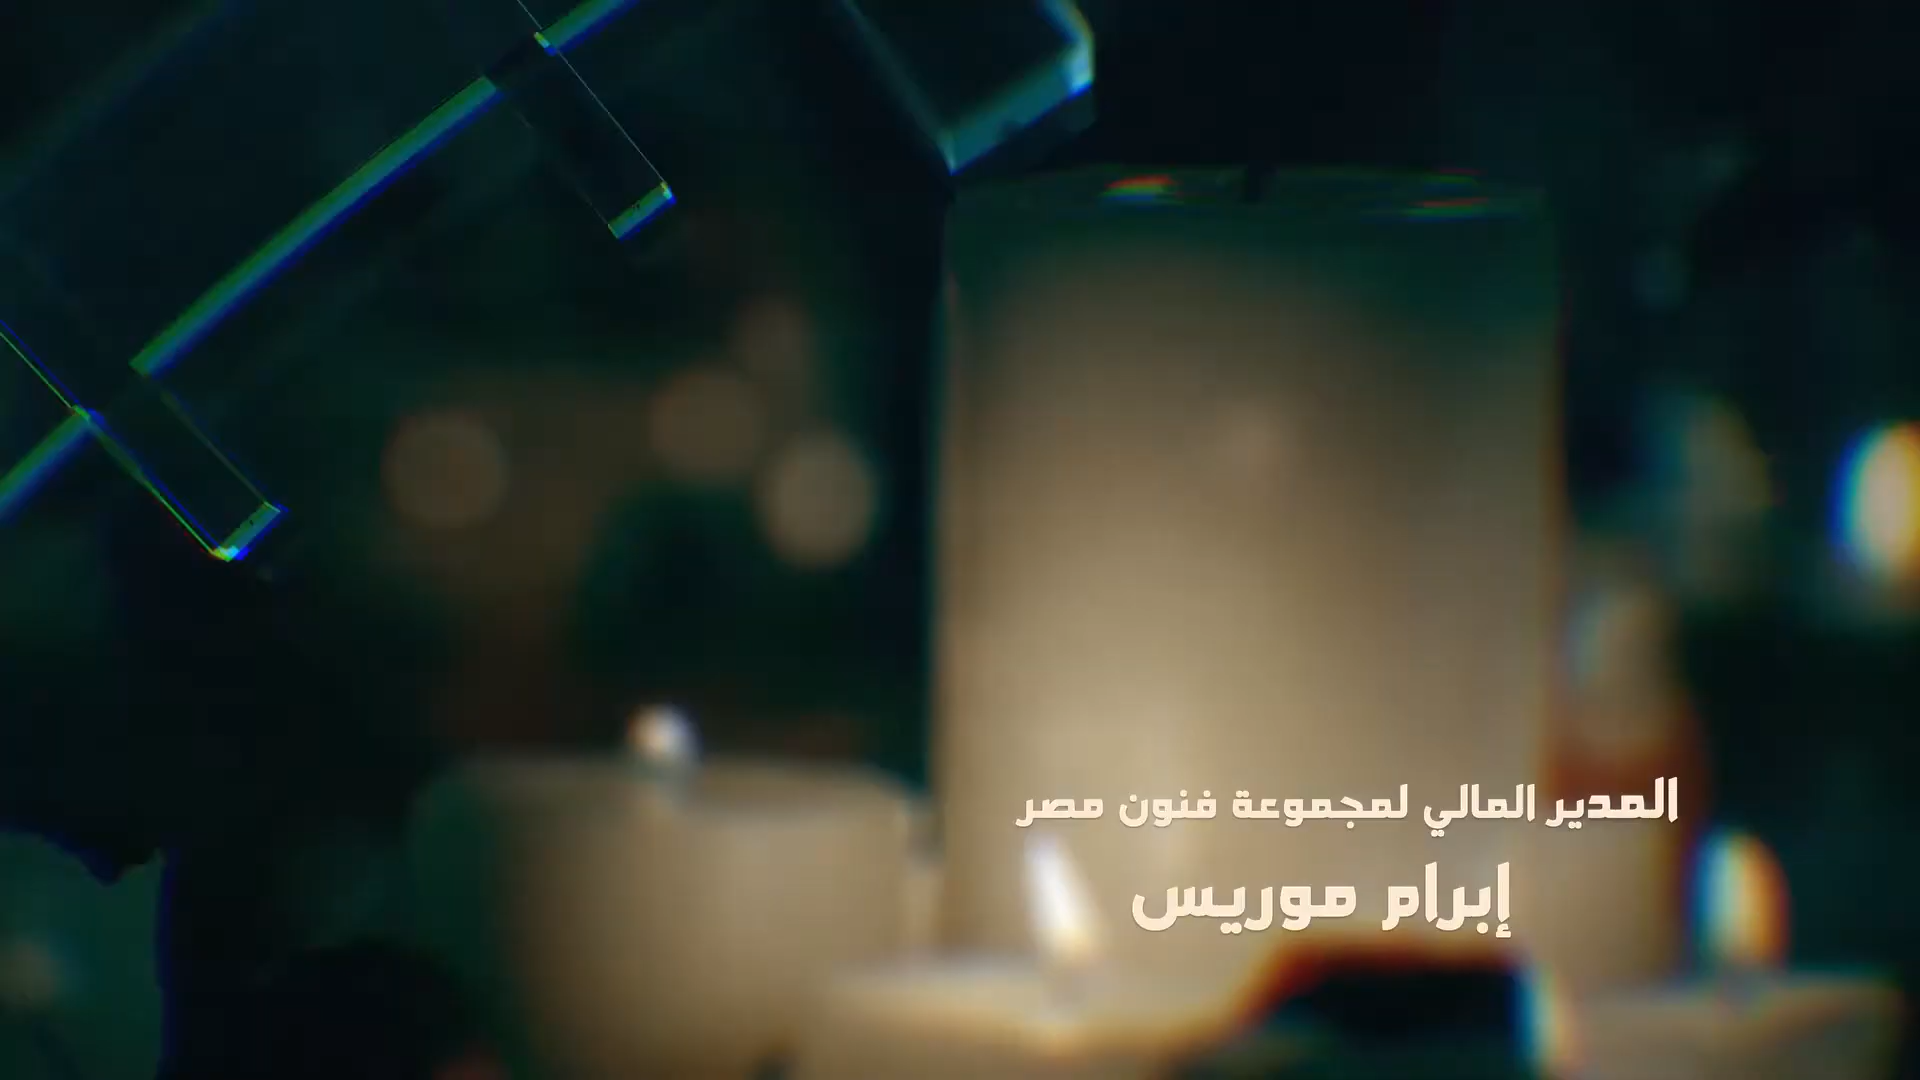 المدير المالي لمجموعة فنون مصر
إبرام موريس